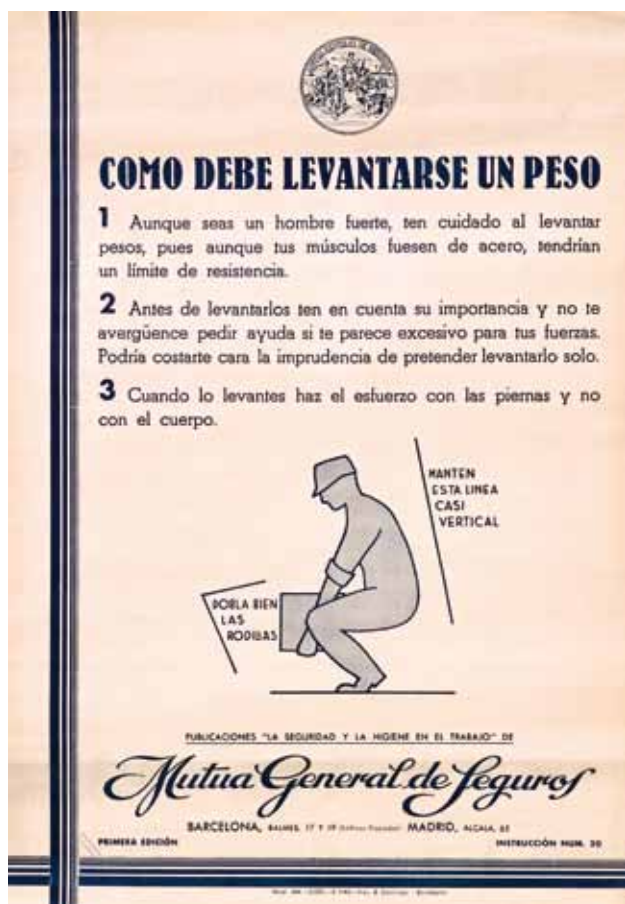 COMO DEBE LEVANTARSE UN PESO
1 Aunque seas un hombre fuerte, ten cuidado al levantar
pesos, pues aunque tus músculos fuesen de acero, tendrían
un límite de resistencia.
2 Antes de levantarlos ten en cuenta su importancia y no te
avergüence pedir ayuda si te parece excesivo para tus fuerzas.
Podría costarte cara la imprudencia de pretender levantarlo solo.
3 Cuando lo levantes haz el esfuerzo con las piernas y no
con el cuerpo.
MANTEN
ESTA LINEA
CASI
VERTICAL
DOBLA BIEN
LAS
RODILLAS
PUBLICACIONES "LA SEGURIDAD Y LA HIGIENE EN EL TRABAJO" DE
Mutua General de Seguros
BARCELONA, BALMES, 17 Y 19 MADRID, ALCALA, 65
PRIMERA EDICIÓN
INSTRUCCIÓN NUM. 30